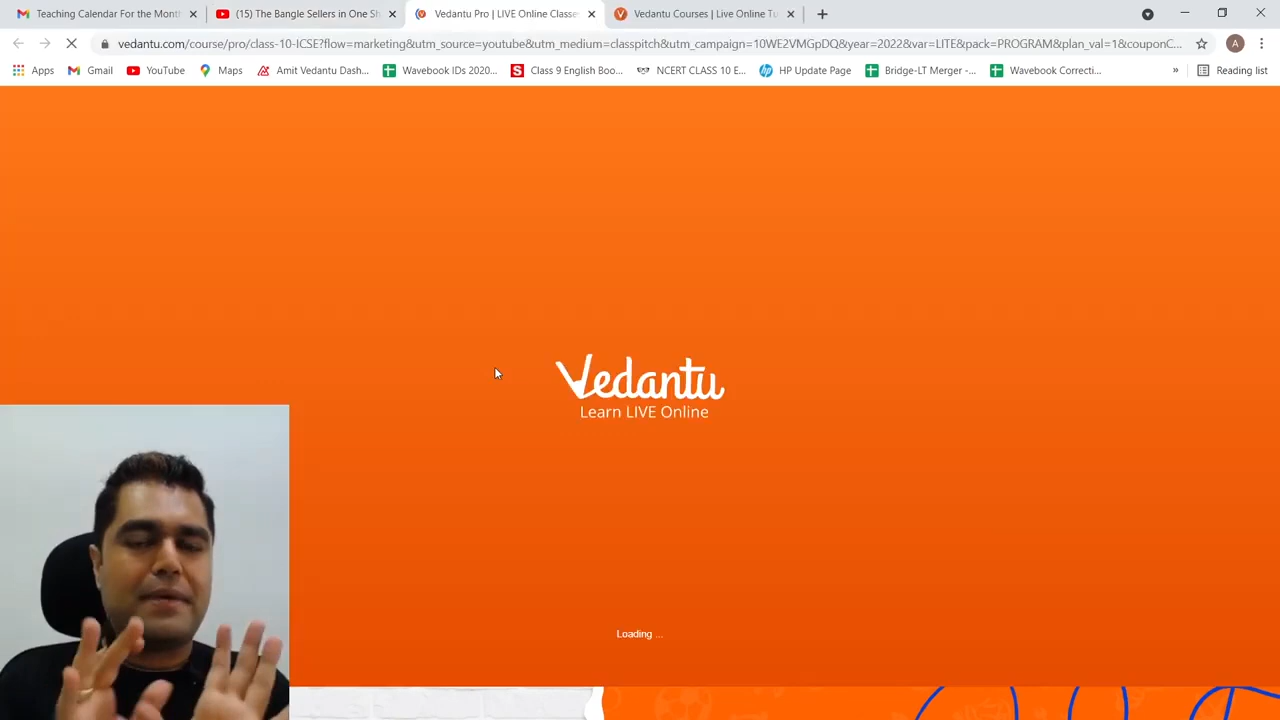 Teaching Calendar For the Mont
(15) The Bangle Sellers in One Sh
Vedantu Pro | LIVE Online Classe
Vedantu Courses | Live Online Tu
vedantu.com/course/pro/class-10-ICSE?flow=marketing&utm_source=youtube&utm_medium=classpitch&utm_campaign=10WE2VMGpDQ&year=2022&var=LITE&pack=PROGRAM&plan_val=1&couponC...
A
Apps
Gmail
YouTube
Maps
Amit Vedantu Dash...
Wavebook IDs 2020...
Class 9 English Boo...
NCERT CLASS 10 E...
HP Update Page
Bridge-LT Merger -...
Wavebook Correcti...
»
Reading list
Vedantu
Learn LIVE Online
Loading ...